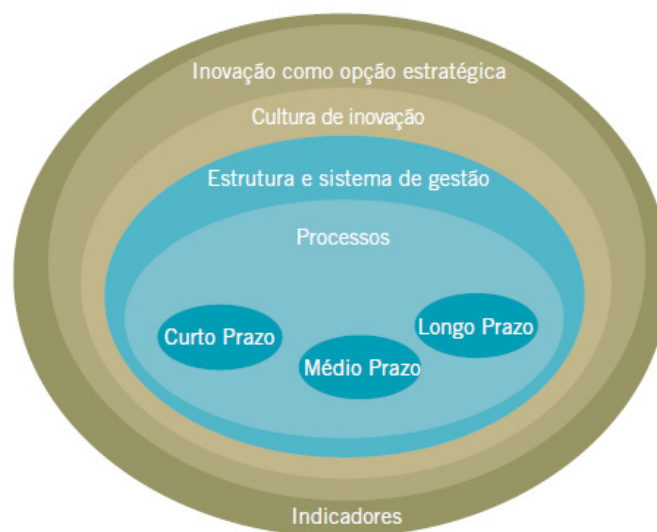 Inovação como opção estratégica
Cultura de inovação
Estrutura e sistema de gestão
Processos
Curto Prazo
Médio Prazo
Longo Prazo
Indicadores